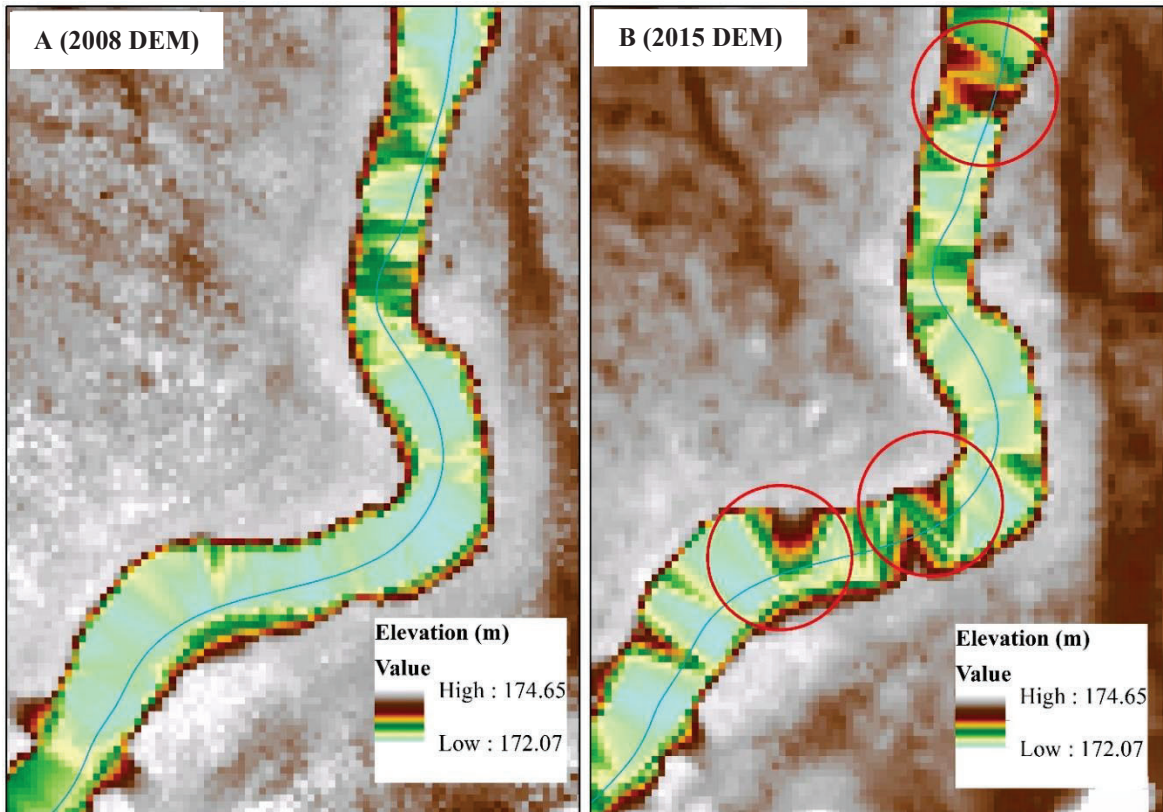 A (2008 DEM)
Elevation (m)
Value
High : 174.65
Low : 172.07
B (2015 DEM)
Elevation (m)
Value
High : 174.65
Low : 172.07